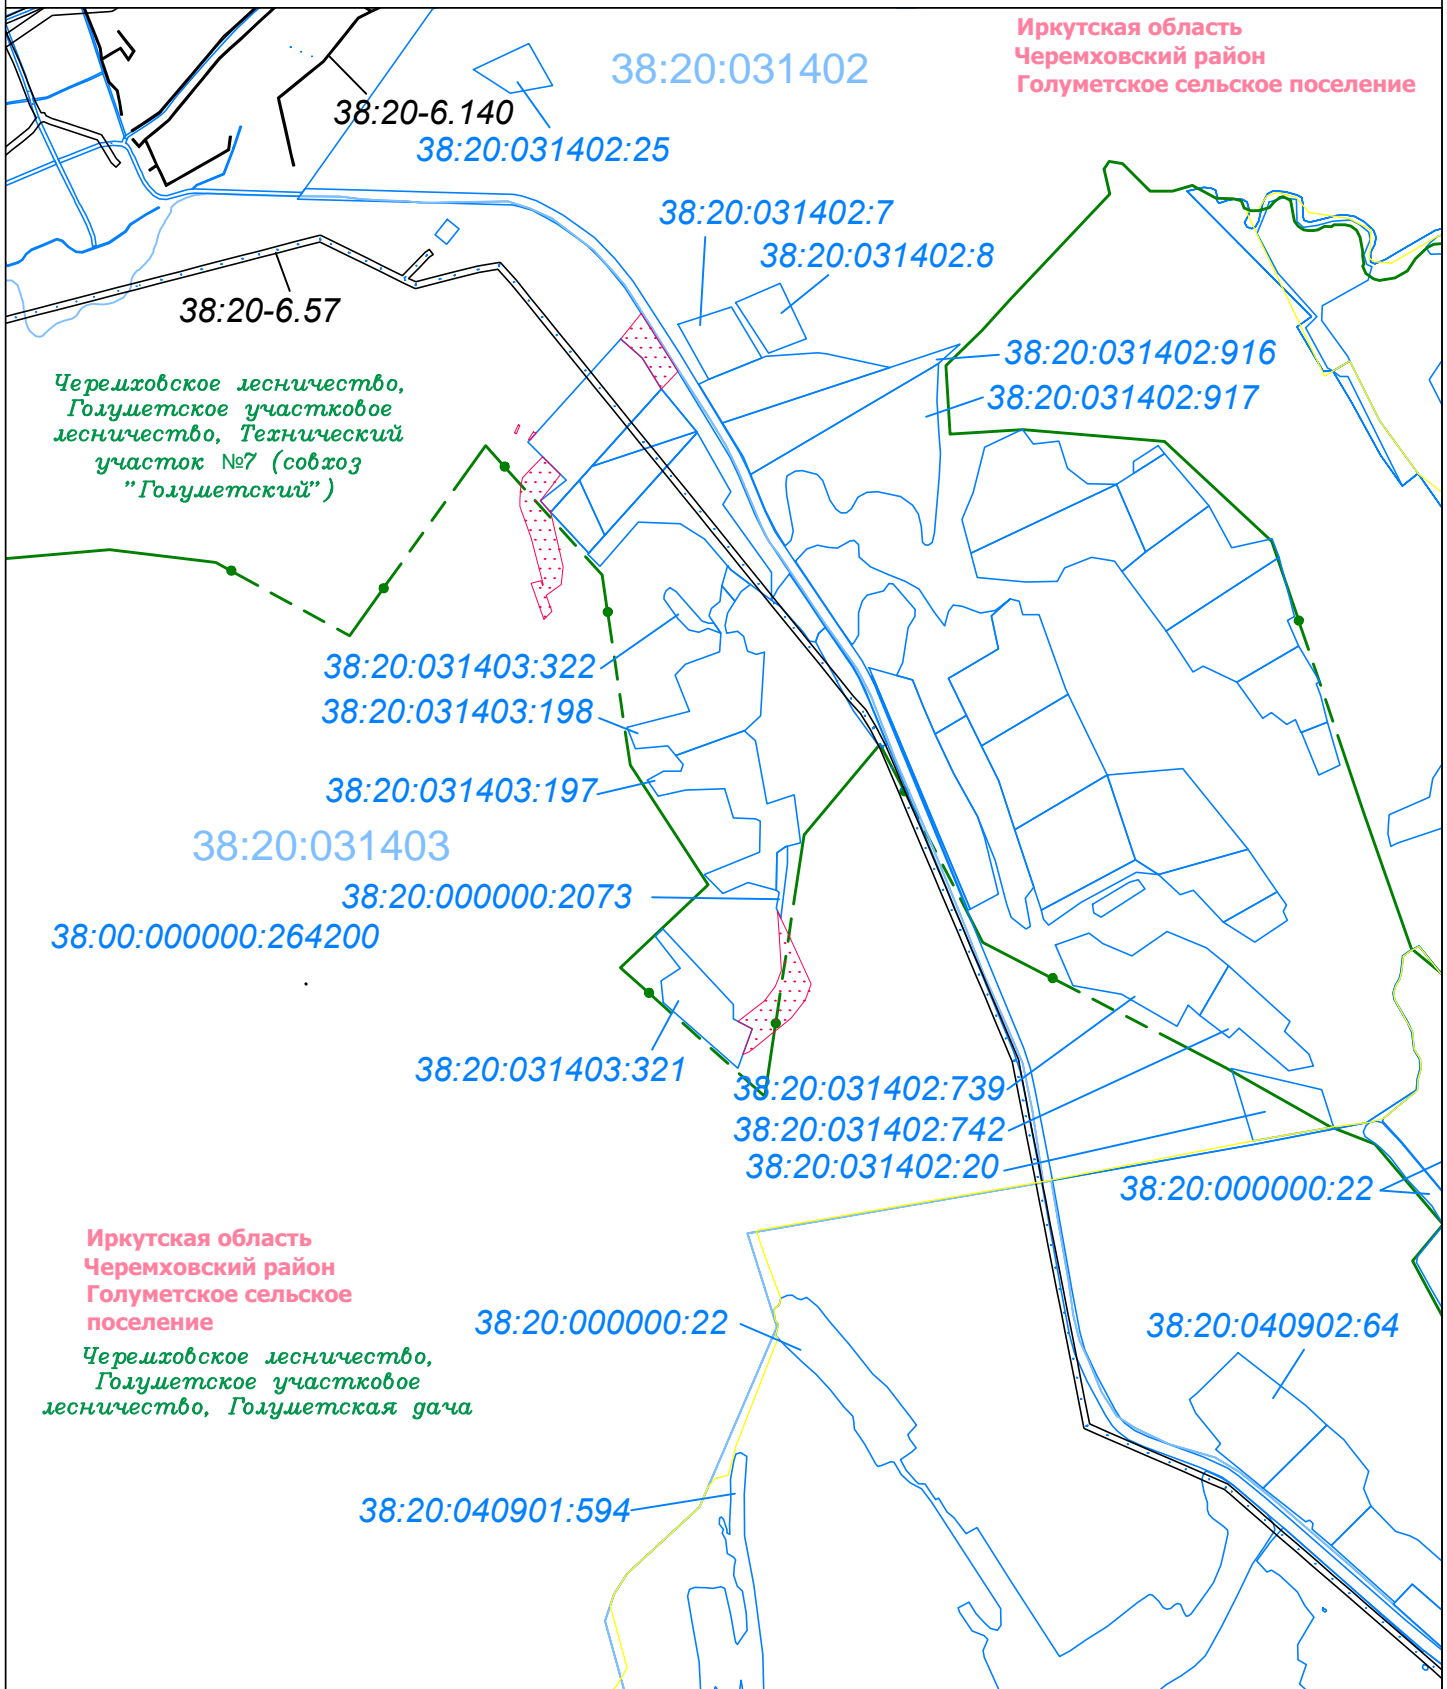 Иркутская область
Черемховский район
Голуметское сельское поселение
38:20:031402
38:20-6.140
38:20:031402:25
38:20:031402:7
38:20:031402:8
38:20-6.57
38:20:031402:916
38:20:031402:917
Черемховское лесничество,
Голуметское участковое
лесничество, Технический
участок №7 (совхоз
"Голуметский")
38:20:031403:322
38:20:031403:198
38:20:031403:197
38:20:031403
38:20:000000:2073
38:00:000000:264200
38:20:031403:321
38:20:031402:739
38:20:031402:742
38:20:031402:20
38:20:000000:22
Иркутская область
Черемховский район
Голуметское сельское
поселение
38:20:000000:22
38:20:040902:64
Черемховское лесничество,
Голуметское участковое
лесничество, Голуметская дача
38:20:040901:594